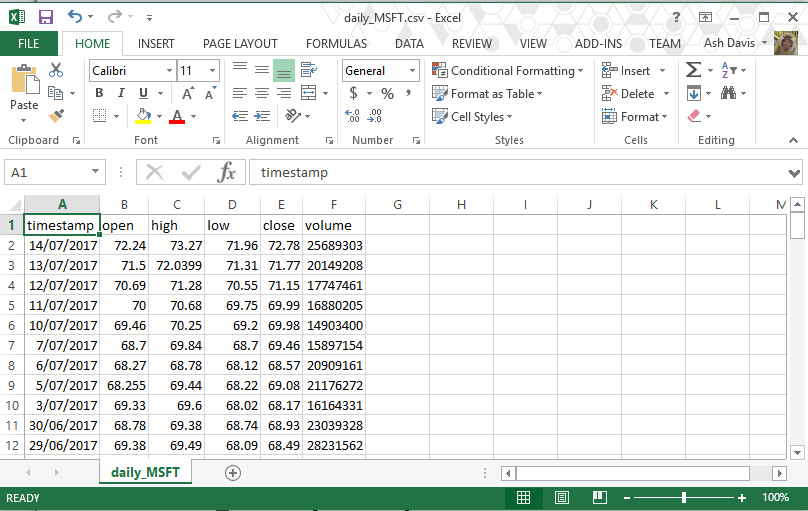 daily_MSFT.csv - Excel
FILE HOME INSERT PAGE LAYOUT FORMULAS DATA REVIEW VIEW ADD-INS TEAM Ash Davis
Calibri 11 General Conditional Formatting Insert
Paste B I U A A $ % , Format as Table Delete
A Cell Styles Format
Clipboard Font Alignment Number Styles Cells Editing
A1 fx timestamp
A B C D E F G H I J K L M
1 timestamp open high low close volume
2 14/07/2017 72.24 73.27 71.96 72.78 25689303
3 13/07/2017 71.5 72.0399 71.31 71.77 20149208
4 12/07/2017 70.69 71.28 70.55 71.15 17747461
5 11/07/2017 70 70.68 69.75 69.99 16880205
6 10/07/2017 69.46 70.25 69.2 69.98 14903400
7 7/07/2017 68.7 69.84 68.7 69.46 15897154
8 6/07/2017 68.27 68.78 68.12 68.57 20909161
9 5/07/2017 68.255 69.44 68.22 69.08 21176272
10 3/07/2017 69.33 69.6 68.02 68.17 16164331
11 30/06/2017 68.78 69.38 68.74 68.93 23039328
12 29/06/2017 69.38 69.49 68.09 68.49 28231562
daily_MSFT
READY 100%